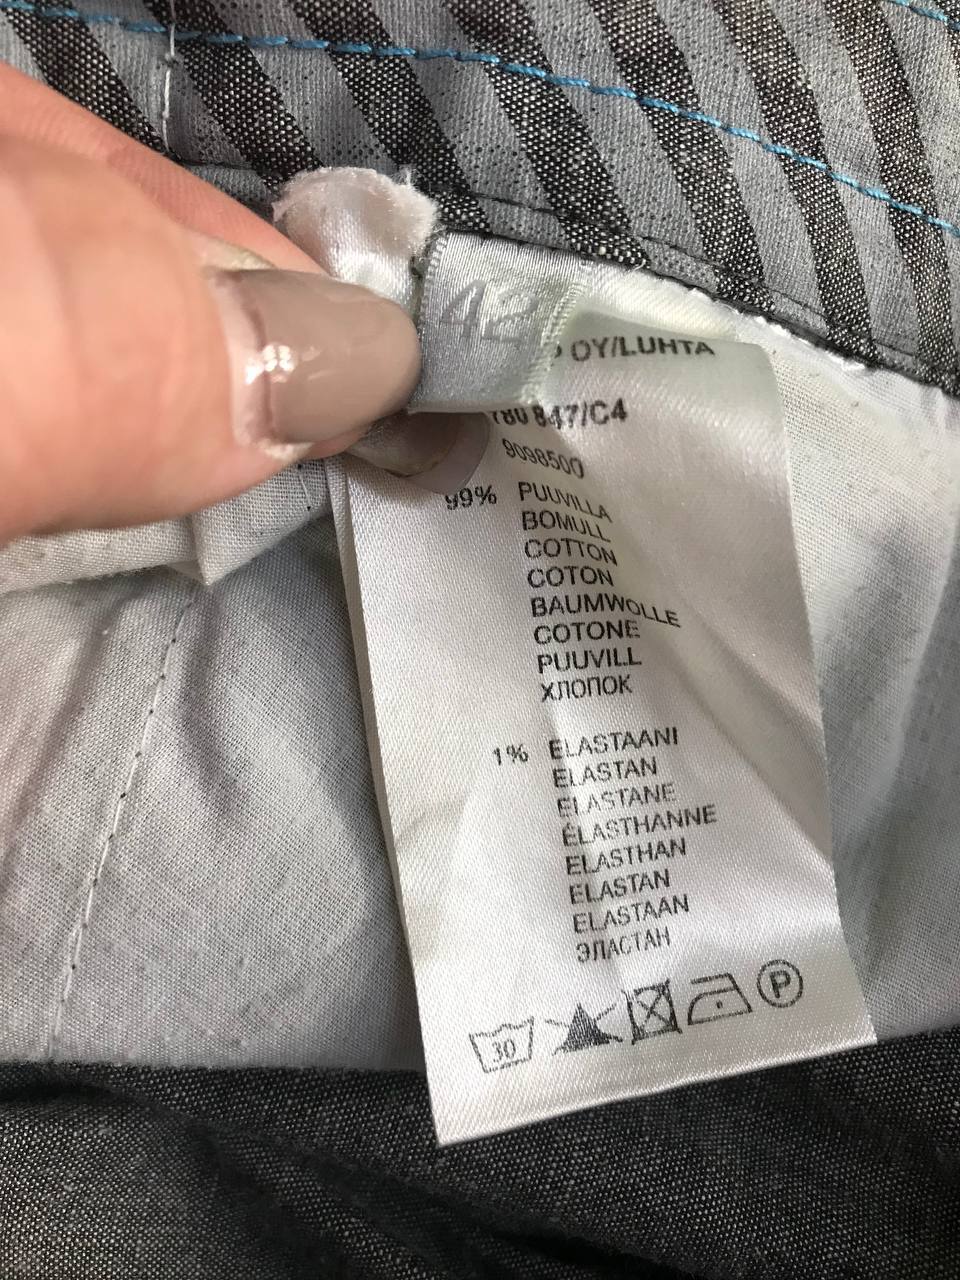 42
OY/LUHTA
780 847/C4
9098500
99% PUUVILLA
BOMULL
COTTON
COTON
BAUMWOLLE
COTONE
PUUVILL
ХЛОПОК
1% ELASTAANI
ELASTAN
ELASTANE
ÉLASTHANNE
ELASTHAN
ELASTAN
ELASTAAN
ЭЛАСТАН
30 P